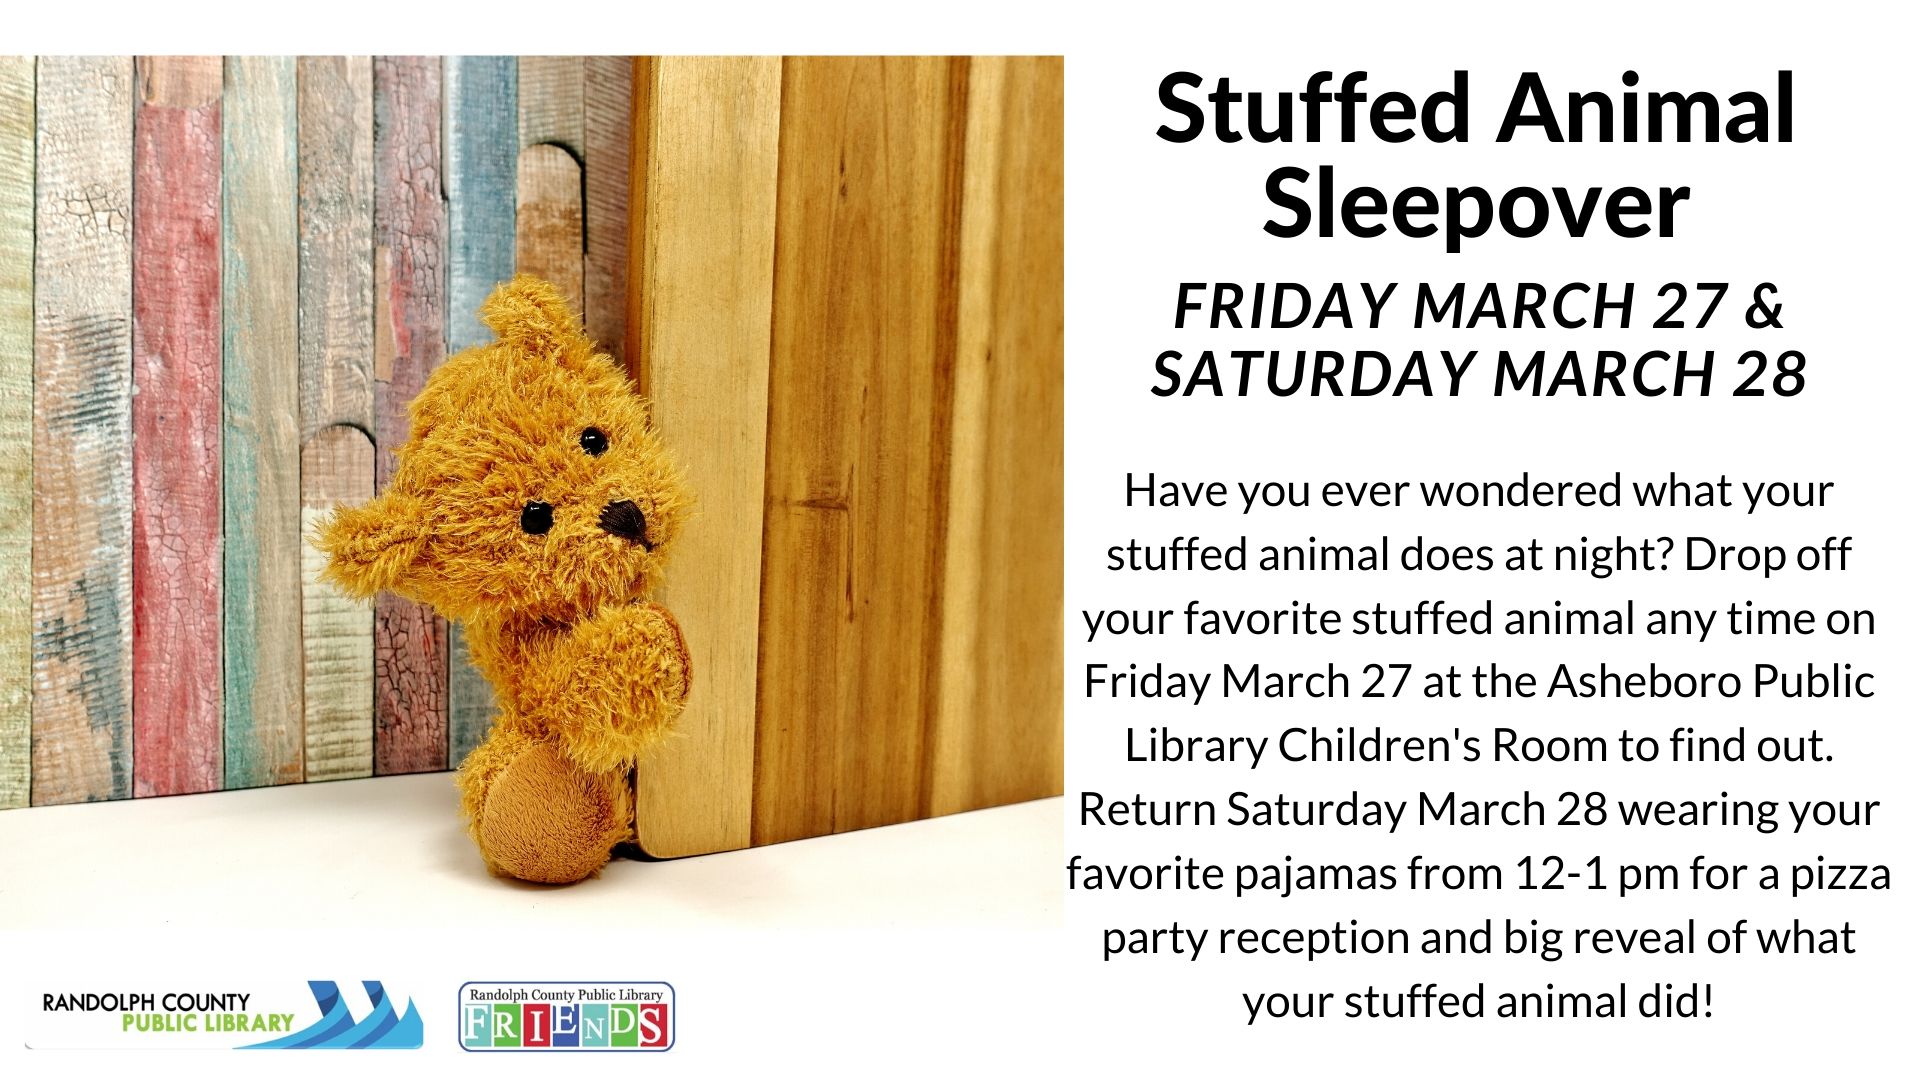 Stuffed Animal
Sleepover
FRIDAY MARCH 27 &
SATURDAY MARCH 28
Have you ever wondered what your
stuffed animal does at night? Drop off
your favorite stuffed animal any time on
Friday March 27 at the Asheboro Public
Library Children's Room to find out.
Return Saturday March 28 wearing your
favorite pajamas from 12-1 pm for a pizza
party reception and big reveal of what
your stuffed animal did!
RANDOLPH COUNTY
PUBLIC LIBRARY
Randolph County Public Library
FRIENDS